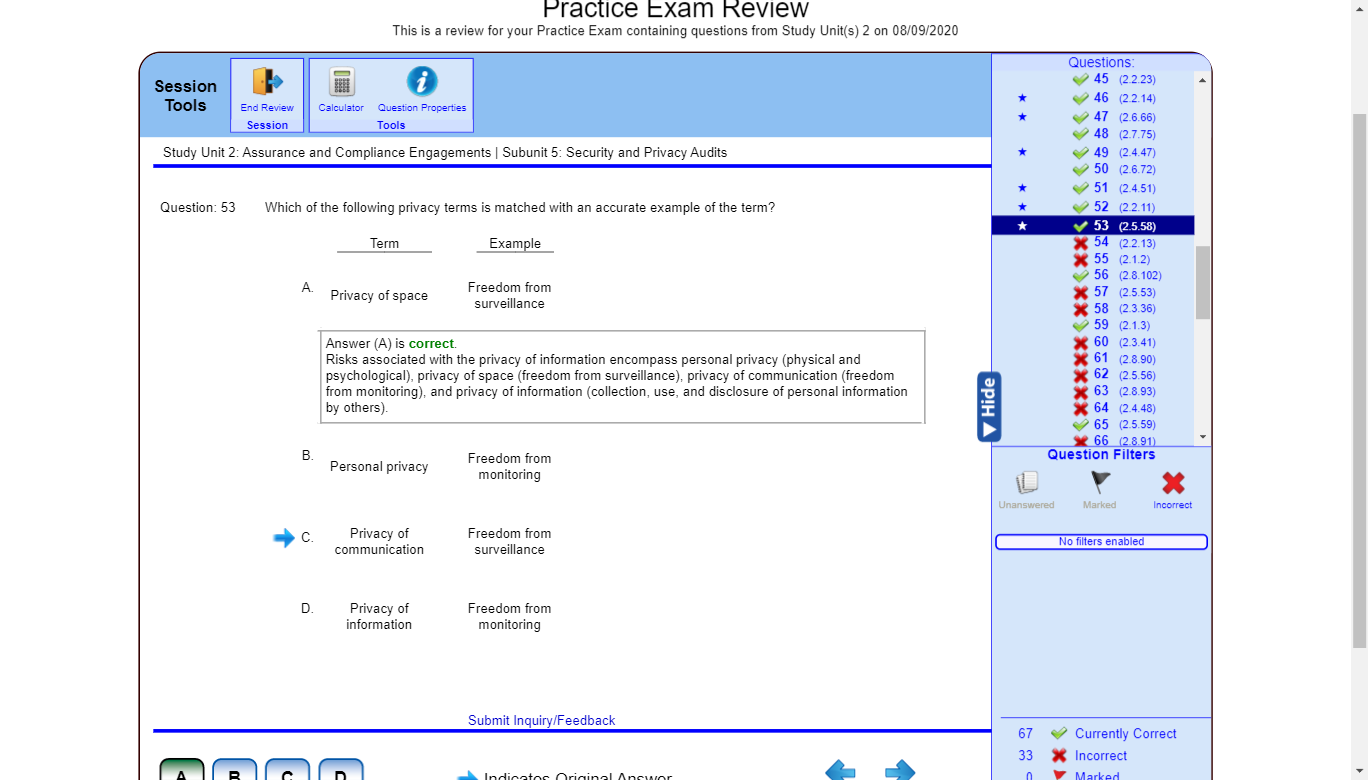 Practice Exam Review
This is a review for your Practice Exam containing questions from Study Unit(s) 2 on 08/09/2020
Session
Tools
End Review
Session
Calculator
Question Properties
Tools
Study Unit 2: Assurance and Compliance Engagements | Subunit 5: Security and Privacy Audits
Question: 53 Which of the following privacy terms is matched with an accurate example of the term?
Term Example
A. Privacy of space Freedom from
surveillance
Answer (A) is correct.
Risks associated with the privacy of information encompass personal privacy (physical and
psychological), privacy of space (freedom from surveillance), privacy of communication (freedom
from monitoring), and privacy of information (collection, use, and disclosure of personal information
by others).
B. Personal privacy Freedom from
monitoring
C. Privacy of Freedom from
communication surveillance
D. Privacy of Freedom from
information monitoring
Submit Inquiry/Feedback
A B C D Indicates Original Answer
Questions:
45 (2.2.23)
46 (2.2.14)
47 (2.6.66)
48 (2.7.75)
49 (2.4.47)
50 (2.6.72)
51 (2.4.51)
52 (2.2.11)
53 (2.5.58)
54 (2.2.13)
55 (2.1.2)
56 (2.8.102)
57 (2.5.53)
58 (2.3.36)
59 (2.1.3)
60 (2.3.41)
61 (2.8.90)
62 (2.5.56)
63 (2.8.93)
64 (2.4.48)
65 (2.5.59)
66 (2.8.91)
Hide
Question Filters
Unanswered Marked Incorrect
No filters enabled
67 Currently Correct
33 Incorrect
0 Marked